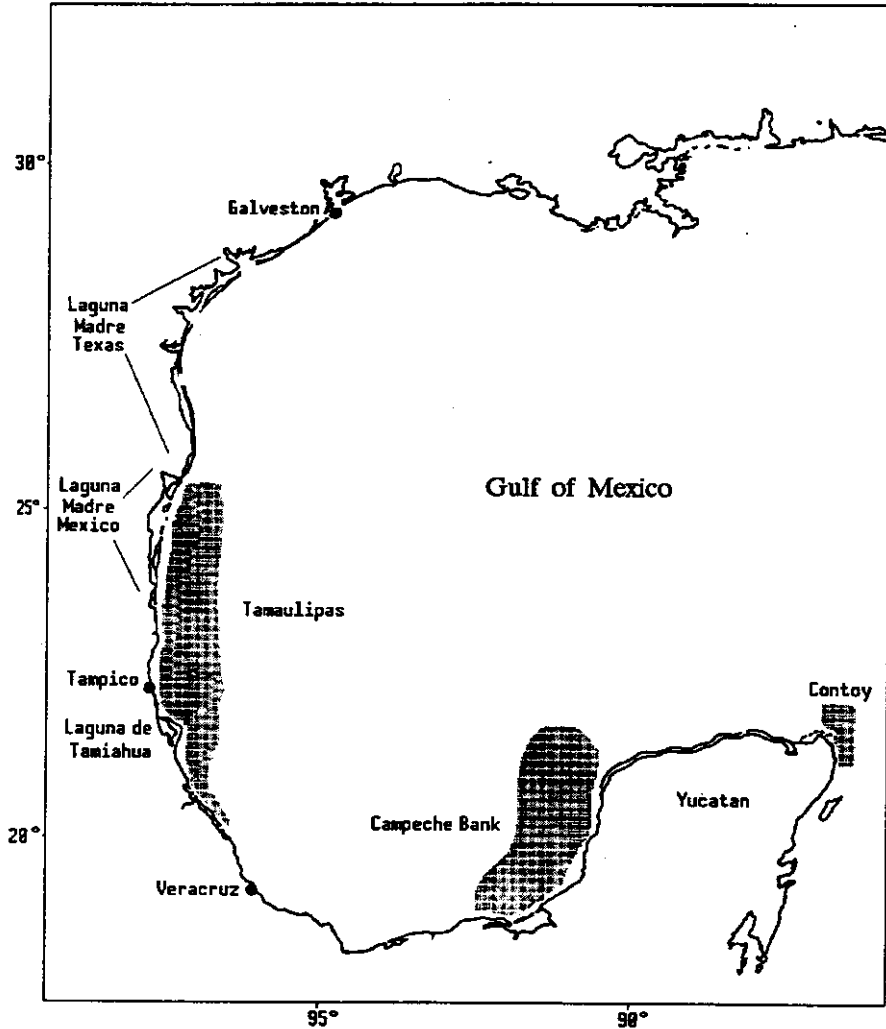 30°
Galveston
Laguna
Madre
Texas
Laguna
Madre
Mexico
25°
Gulf of Mexico
Tamaulipas
Tampico
Contoy
Laguna de
Tamiahua
Yucatan
Campeche Bank
20°
Veracruz
95°
90°